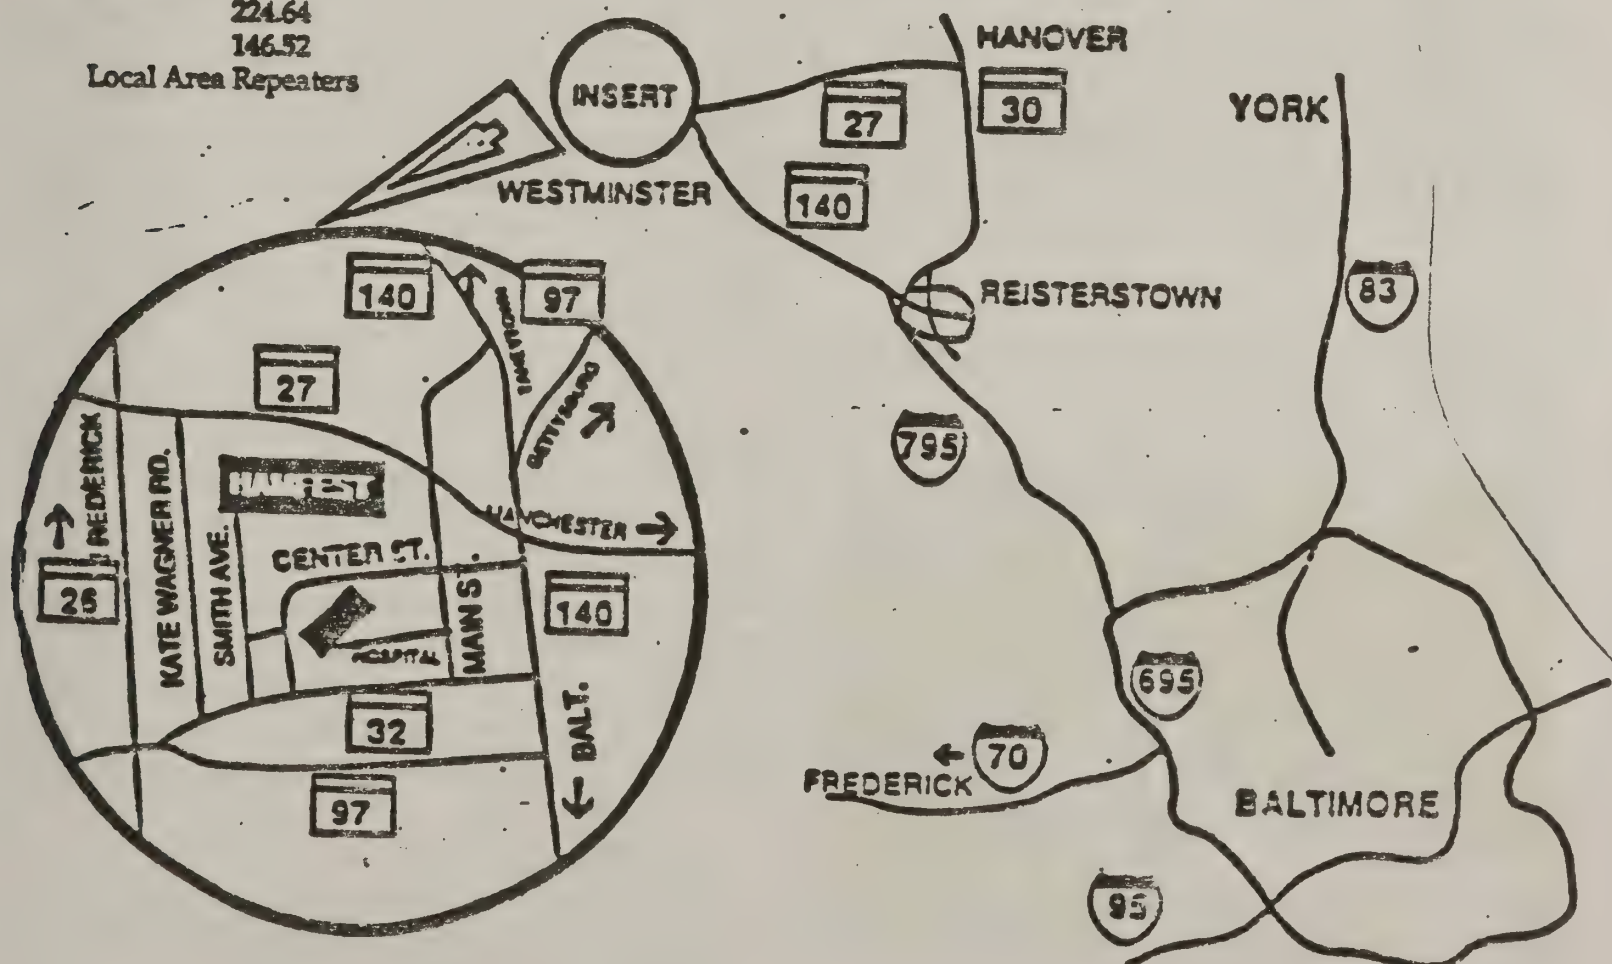 224.64
146.52
Local Area Repeaters
INSERT
HANOVER
27
30
YORK
WESTMINSTER
140
140
97
REISTERSTOWN
83
TANEYTOWN
27
GETTYSBURG
795
FREDERICK
KATE WAGNER RD.
HAMFEST
MANCHESTER
SMITH AVE.
CENTER ST.
MAIN ST.
140
HOSPITAL
695
32
BALT.
70
FREDERICK
97
BALTIMORE
95